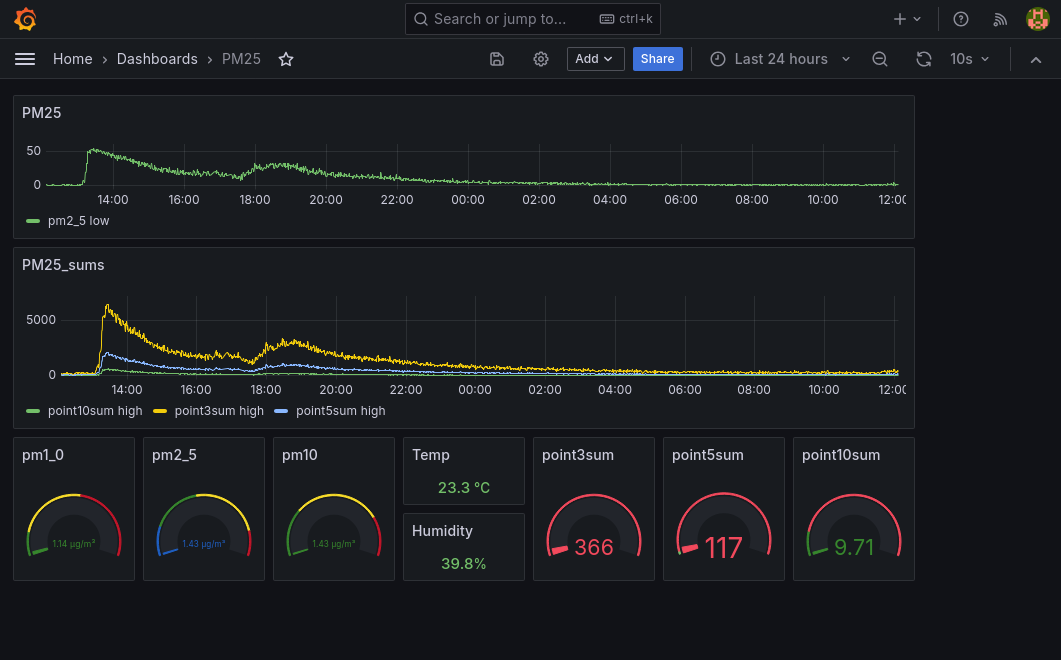 Search or jump to... ctrl+k
Home › Dashboards › PM25 Add Share Last 24 hours 10s
PM25
50
0
14:00 16:00 18:00 20:00 22:00 00:00 02:00 04:00 06:00 08:00 10:00 12:00
pm2_5 low
PM25_sums
5000
0
14:00 16:00 18:00 20:00 22:00 00:00 02:00 04:00 06:00 08:00 10:00 12:00
point10sum high point3sum high point5sum high
pm1_0
1.14 µg/m³
pm2_5
1.43 µg/m³
pm10
1.43 µg/m³
Temp
23.3 °C
Humidity
39.8%
point3sum
366
point5sum
117
point10sum
9.71